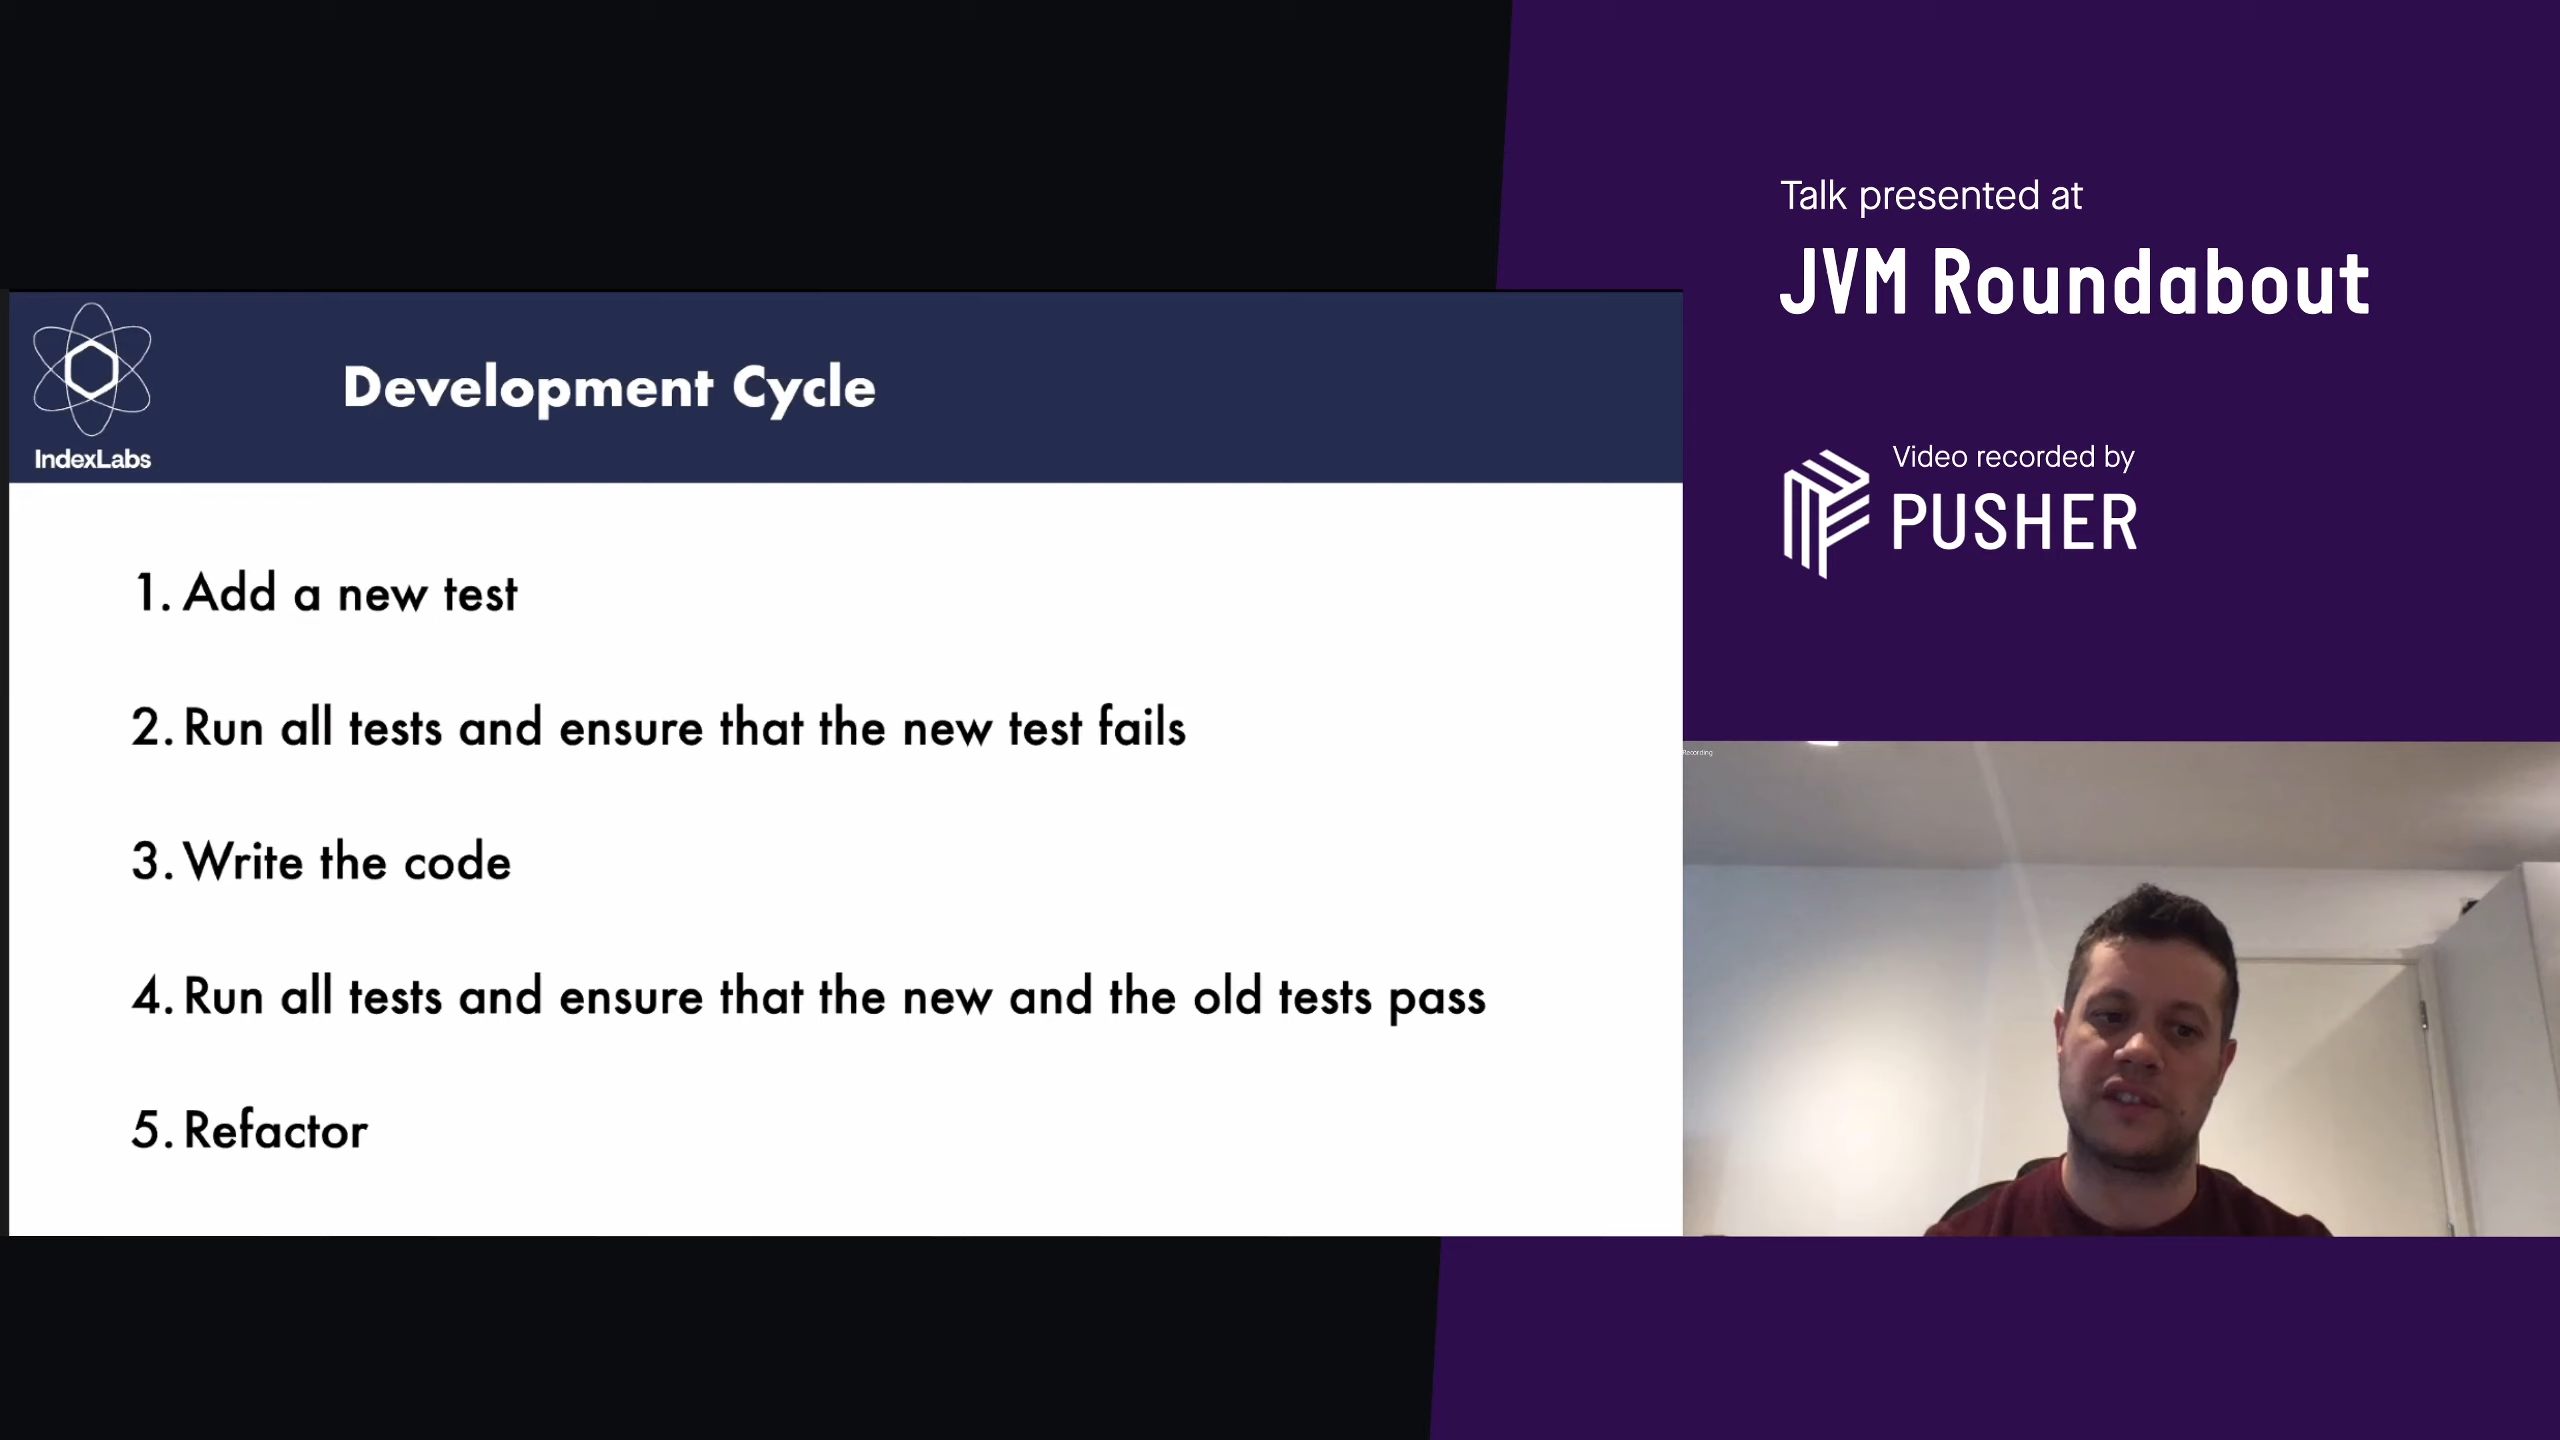 IndexLabs
Development Cycle
1. Add a new test
2. Run all tests and ensure that the new test fails
3. Write the code
4. Run all tests and ensure that the new and the old tests pass
5. Refactor
Talk presented at
JVM Roundabout
Video recorded by
PUSHER
Recording